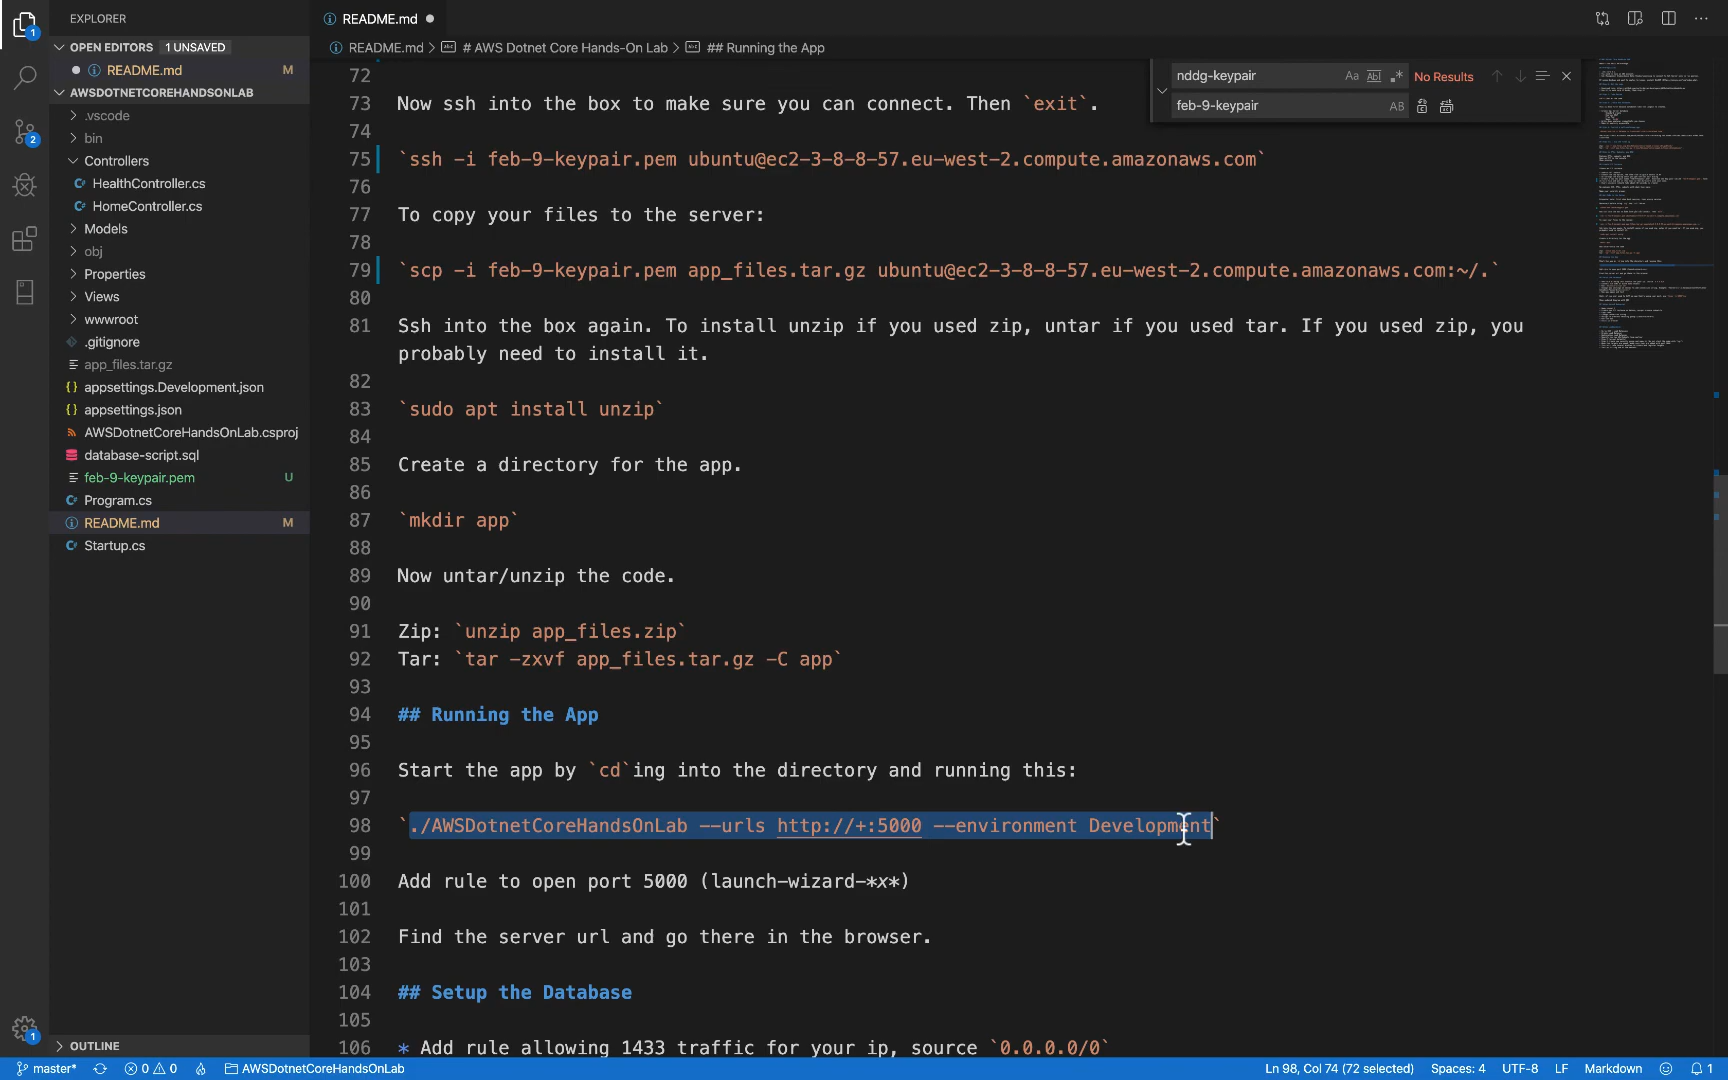 EXPLORER
OPEN EDITORS 1 UNSAVED
README.md M
AWSDOTNETCOREHANDSONLAB
.vscode
bin
Controllers
HealthController.cs
HomeController.cs
Models
obj
Properties
Views
wwwroot
.gitignore
app_files.tar.gz
appsettings.Development.json
appsettings.json
AWSDotnetCoreHandsOnLab.csproj
database-script.sql
feb-9-keypair.pem U
Program.cs
README.md M
Startup.cs
OUTLINE
1
2
1
README.md
README.md > # AWS Dotnet Core Hands-On Lab > ## Running the App
nddg-keypair Aa Abl .* No Results
feb-9-keypair AB
72
73 Now ssh into the box to make sure you can connect. Then `exit`.
74
75 `ssh -i feb-9-keypair.pem ubuntu@ec2-3-8-8-57.eu-west-2.compute.amazonaws.com`
76
77 To copy your files to the server:
78
79 `scp -i feb-9-keypair.pem app_files.tar.gz ubuntu@ec2-3-8-8-57.eu-west-2.compute.amazonaws.com:~/.`
80
81 Ssh into the box again. To install unzip if you used zip, untar if you used tar. If you used zip, you
probably need to install it.
82
83 `sudo apt install unzip`
84
85 Create a directory for the app.
86
87 `mkdir app`
88
89 Now untar/unzip the code.
90
91 Zip: `unzip app_files.zip`
92 Tar: `tar -zxvf app_files.tar.gz -C app`
93
94 ## Running the App
95
96 Start the app by `cd`ing into the directory and running this:
97
98 `./AWSDotnetCoreHandsOnLab --urls http://+:5000 --environment Development`
99
100 Add rule to open port 5000 (launch-wizard-*x*)
101
102 Find the server url and go there in the browser.
103
104 ## Setup the Database
105
106 * Add rule allowing 1433 traffic for your ip, source `0.0.0.0/0`
master* 0 0 AWSDotnetCoreHandsOnLab
Ln 98, Col 74 (72 selected) Spaces: 4 UTF-8 LF Markdown 1